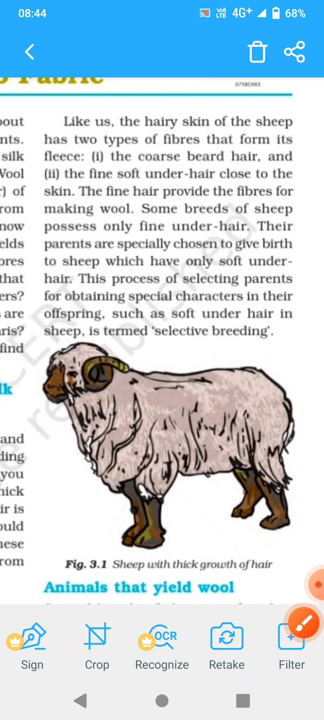 08:44
4G+
68%
o Fabric
0758CH03
Like us, the hairy skin of the sheep
has two types of fibres that form its
fleece: (i) the coarse beard hair, and
(ii) the fine soft under-hair close to the
skin. The fine hair provide the fibres for
making wool. Some breeds of sheep
possess only fine under-hair. Their
parents are specially chosen to give birth
to sheep which have only soft under-
hair. This process of selecting parents
for obtaining special characters in their
offspring, such as soft under hair in
sheep, is termed 'selective breeding'.
Fig. 3.1 Sheep with thick growth of hair
Animals that yield wool
OCR
Sign Crop Recognize Retake Filter